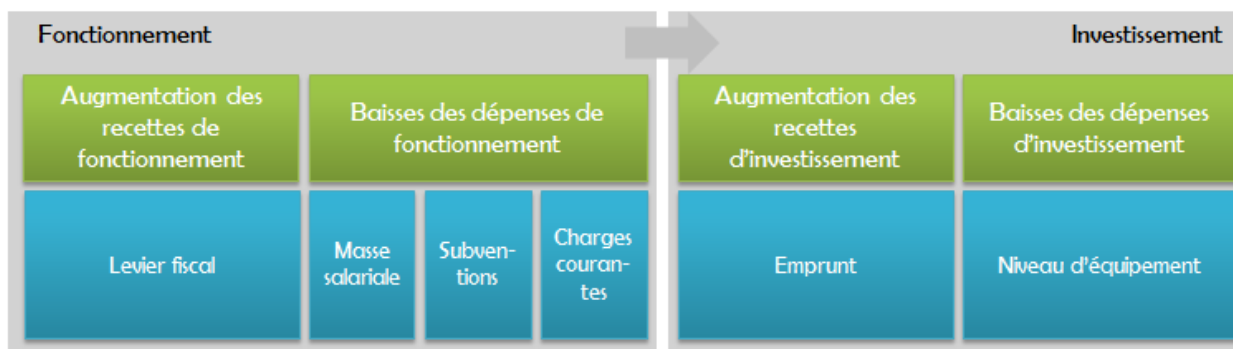 Fonctionnement
Investissement
Augmentation des
recettes de
fonctionnement
Baisses des dépenses de
fonctionnement
Augmentation des
recettes
d'investissement
Baisses des dépenses
d'investissement
Levier fiscal
Masse
salariale
Subven-
tions
Charges
couran-
tes
Emprunt
Niveau d'équipement